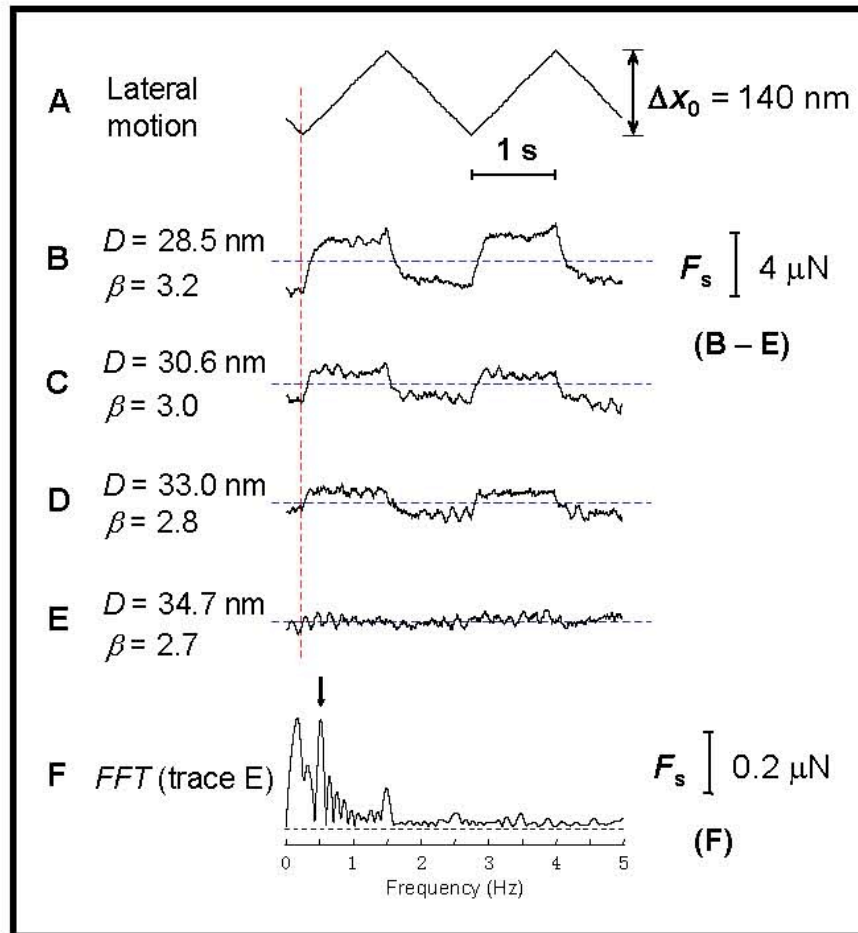 A Lateral motion
Δx₀ = 140 nm
1 s
B D = 28.5 nm
β = 3.2
Fₛ 4 μN
(B – E)
C D = 30.6 nm
β = 3.0
D D = 33.0 nm
β = 2.8
E D = 34.7 nm
β = 2.7
F FFT (trace E)
Fₛ 0.2 μN
(F)
0 1 2 3 4 5
Frequency (Hz)